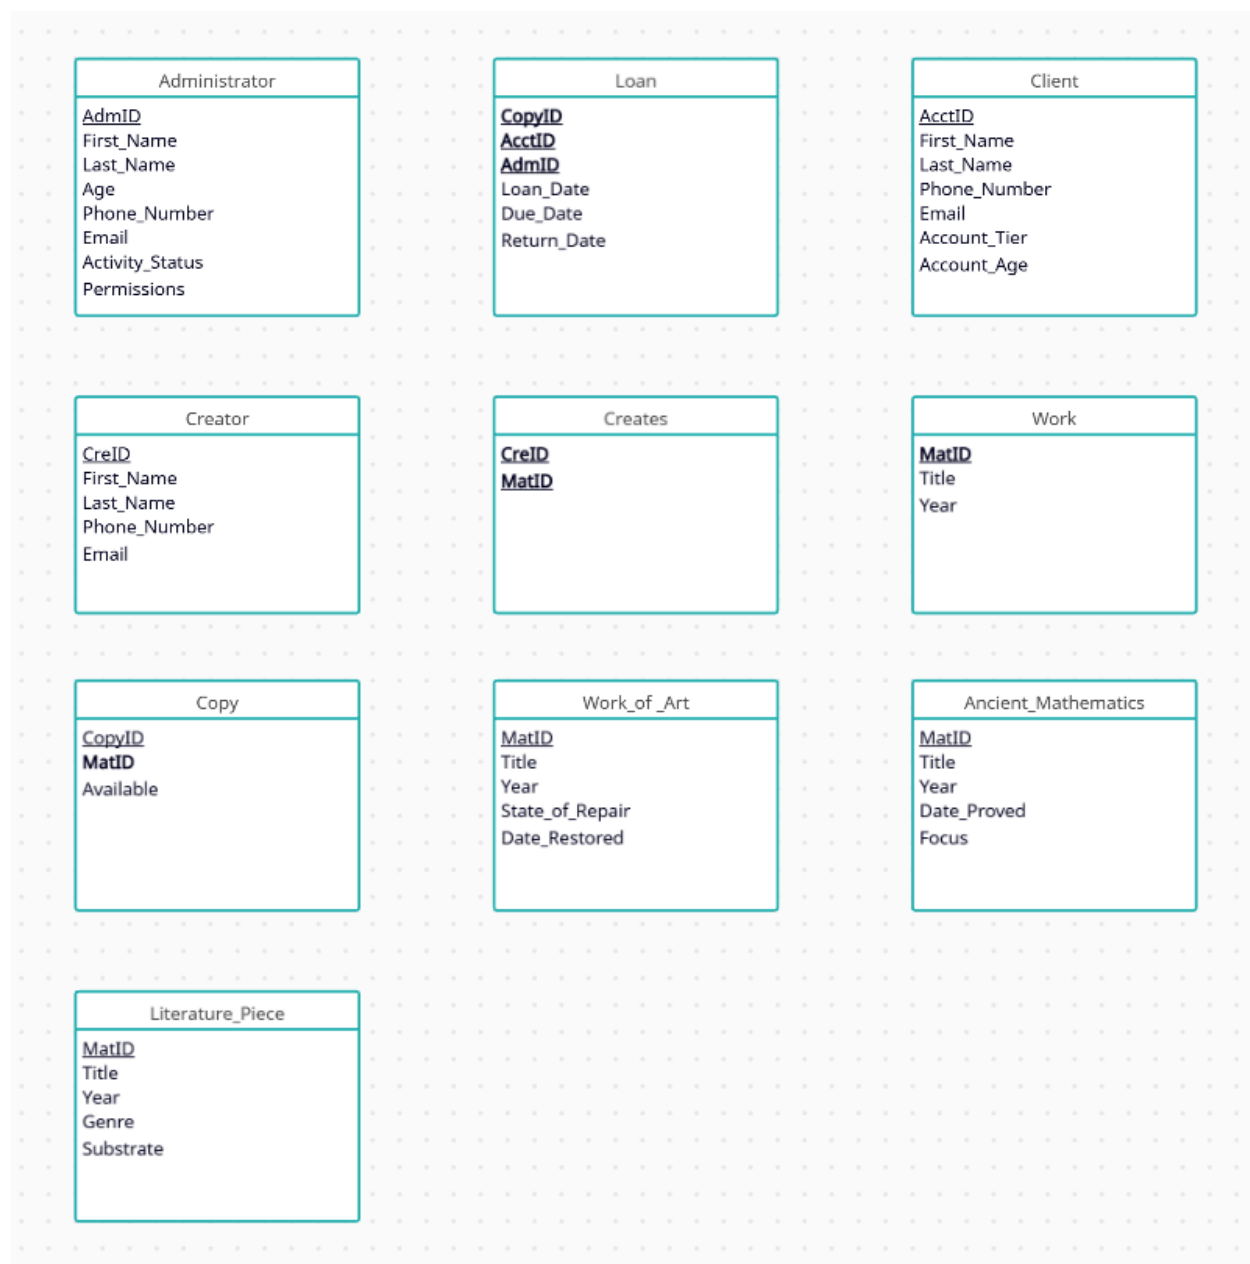 Administrator
AdmID
First_Name
Last_Name
Age
Phone_Number
Email
Activity_Status
Permissions
Loan
CopyID
AcctID
AdmID
Loan_Date
Due_Date
Return_Date
Client
AcctID
First_Name
Last_Name
Phone_Number
Email
Account_Tier
Account_Age
Creator
CreID
First_Name
Last_Name
Phone_Number
Email
Creates
CreID
MatID
Work
MatID
Title
Year
Copy
CopyID
MatID
Available
Work_of _Art
MatID
Title
Year
State_of_Repair
Date_Restored
Ancient_Mathematics
MatID
Title
Year
Date_Proved
Focus
Literature_Piece
MatID
Title
Year
Genre
Substrate